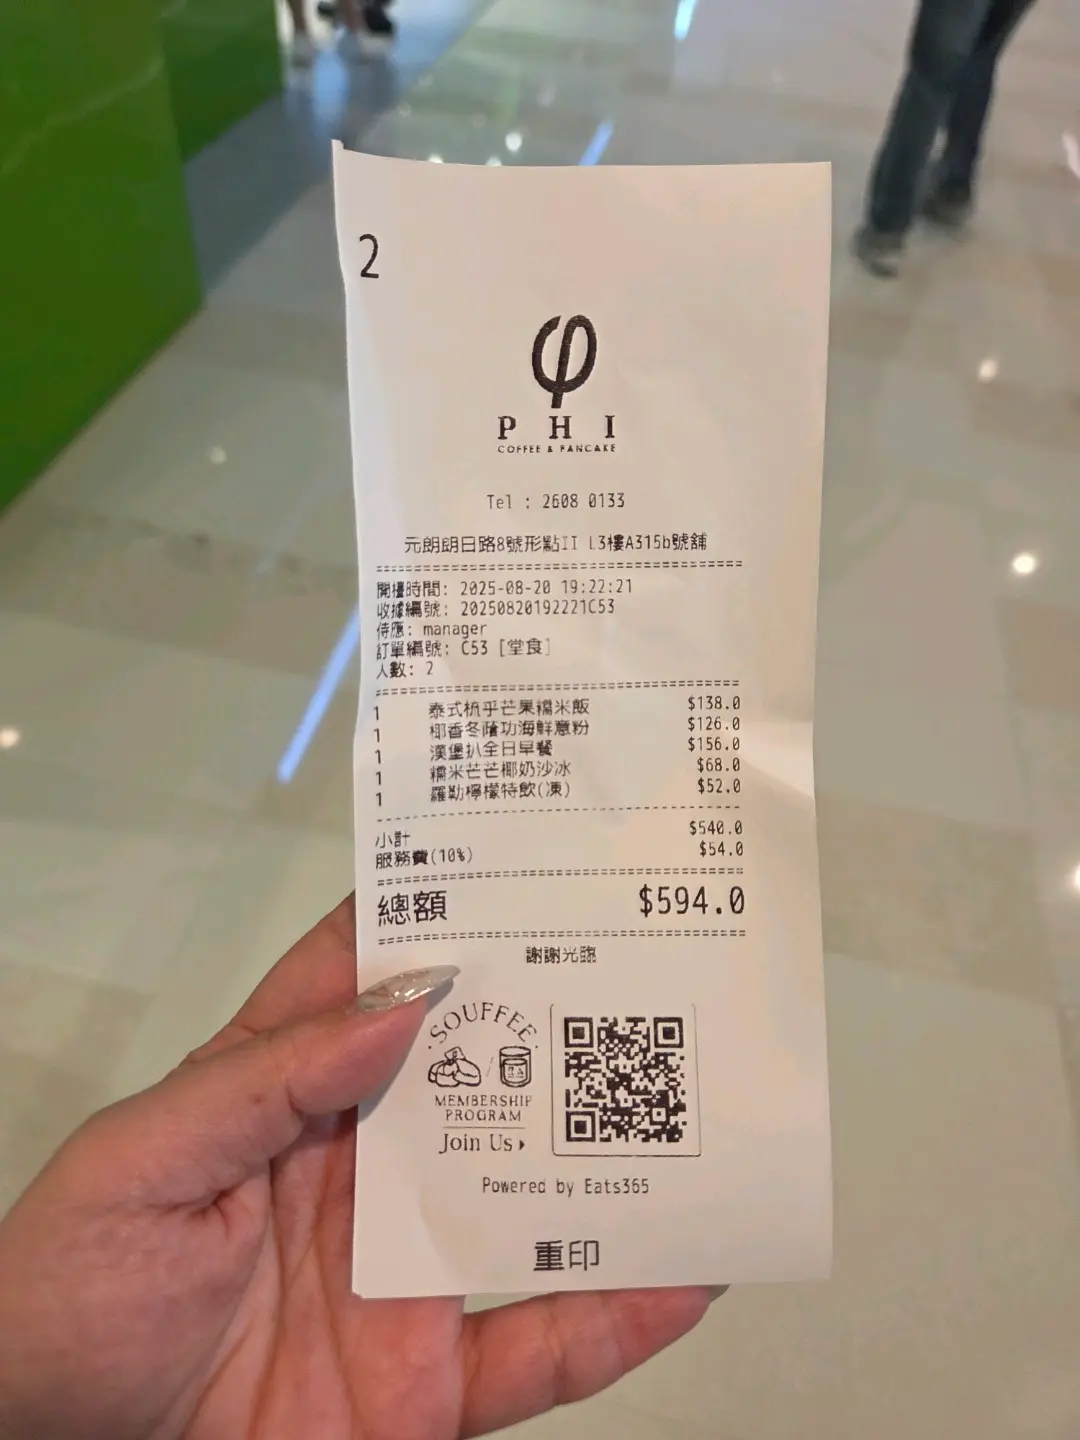 2
PHI
COFFEE & PANCAKE
Tel : 2608 0133
元朗朗日路8號形點II L3樓A315b號舖
開檯時間: 2025-08-20 19:22:21
收據編號: 20250820192221C53
侍應: manager
訂單編號: C53 [堂食]
人數: 2
1 泰式梳乎芒果糯米飯 $138.0
1 椰香冬蔭功海鮮意粉 $126.0
1 漢堡扒全日早餐 $156.0
1 糯米芒芒椰奶沙冰 $68.0
1 羅勒檸檬特飲(凍) $52.0
小計 $540.0
服務費(10%) $54.0
總額 $594.0
謝謝光臨
SOUFFEE
MEMBERSHIP
PROGRAM
Join Us
Powered by Eats365
重印